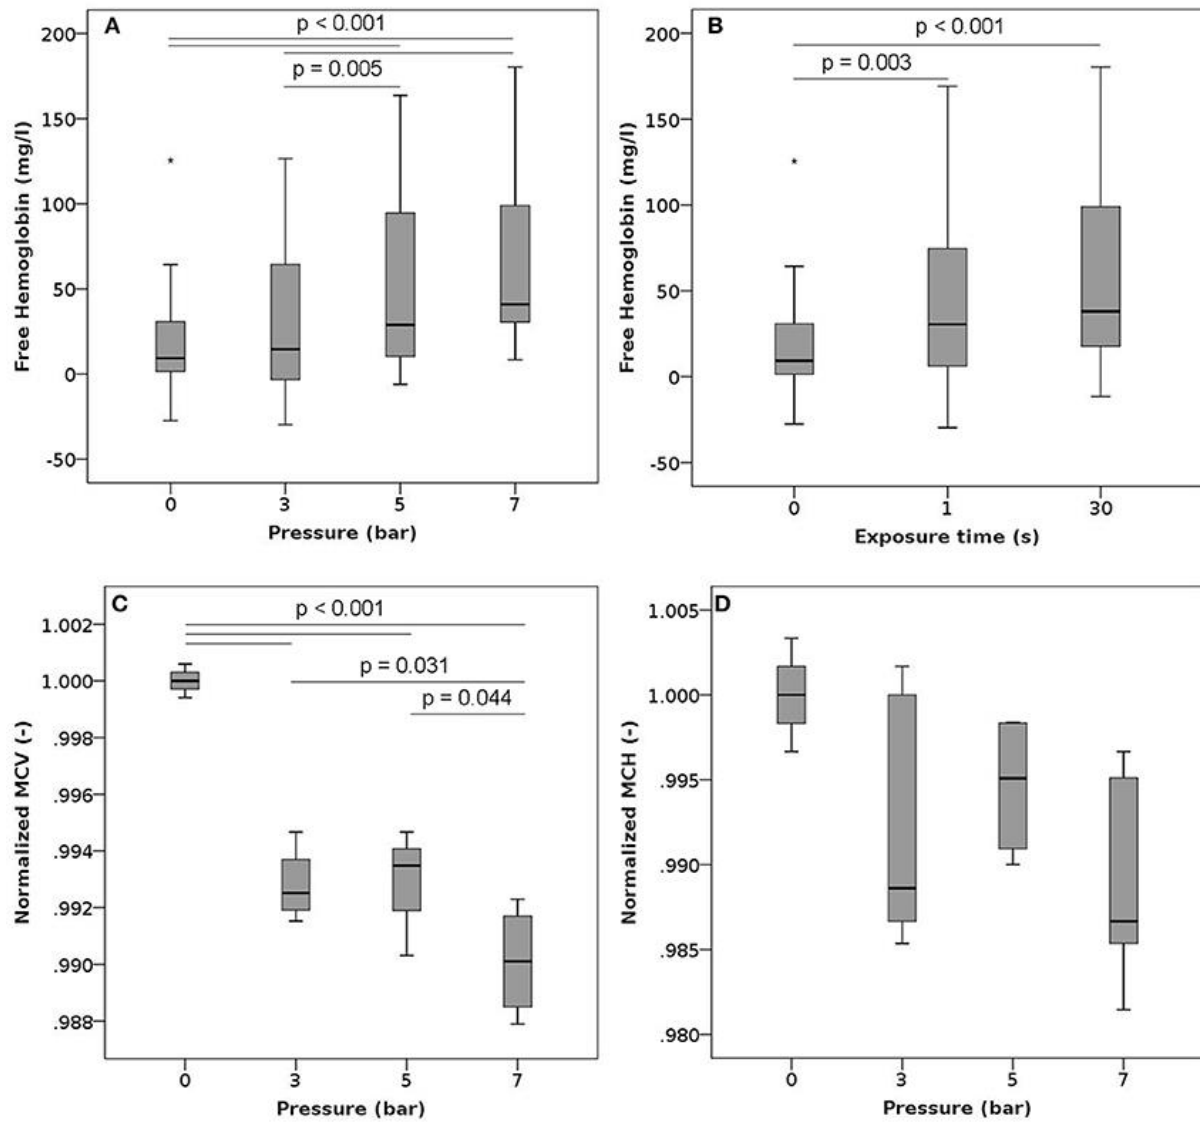 A
p < 0.001
p = 0.005
Free Hemoglobin (mg/l)
200
150
100
50
0
-50
*
0 3 5 7
Pressure (bar)
B
p < 0.001
p = 0.003
Free Hemoglobin (mg/l)
200
150
100
50
0
-50
*
0 1 30
Exposure time (s)
C
p < 0.001
p = 0.031
p = 0.044
Normalized MCV (-)
1.002
1.000
.998
.996
.994
.992
.990
.988
0 3 5 7
Pressure (bar)
D
Normalized MCH (-)
1.005
1.000
.995
.990
.985
.980
0 3 5 7
Pressure (bar)